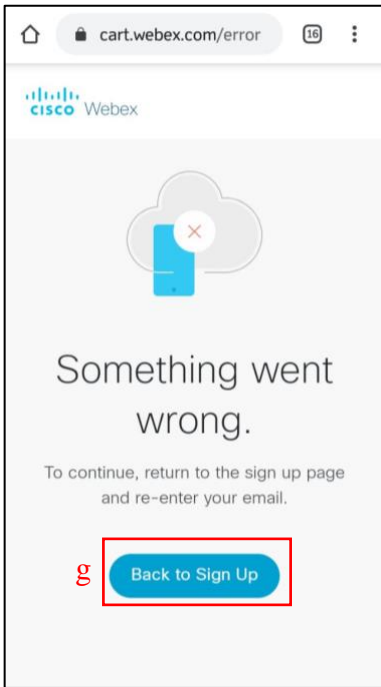 cart.webex.com/error 16
CISCO Webex
Something went
wrong.
To continue, return to the sign up page
and re-enter your email.
g Back to Sign Up